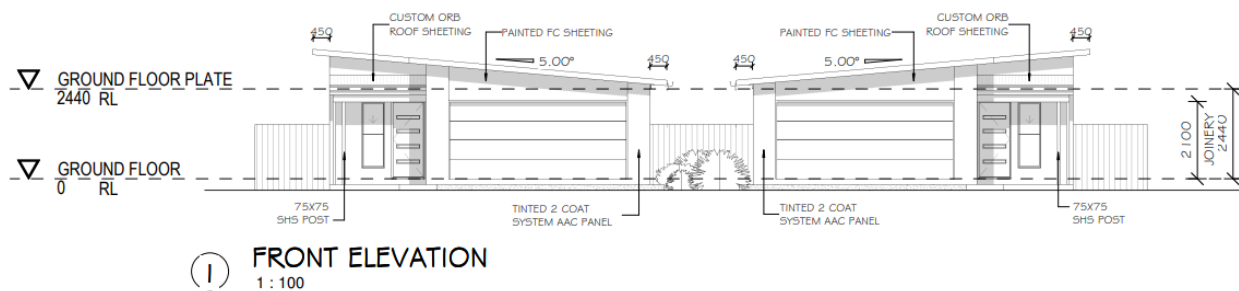 CUSTOM ORB
ROOF SHEETING
PAINTED FC SHEETING
PAINTED FC SHEETING
CUSTOM ORB
ROOF SHEETING
450
5.00°
450
450
5.00°
450
GROUND FLOOR PLATE
2440 RL
GROUND FLOOR
0 RL
2100
JOINERY
2440
75X75
SHS POST
TINTED 2 COAT
SYSTEM AAC PANEL
TINTED 2 COAT
SYSTEM AAC PANEL
75X75
SHS POST
1
FRONT ELEVATION
1 : 100